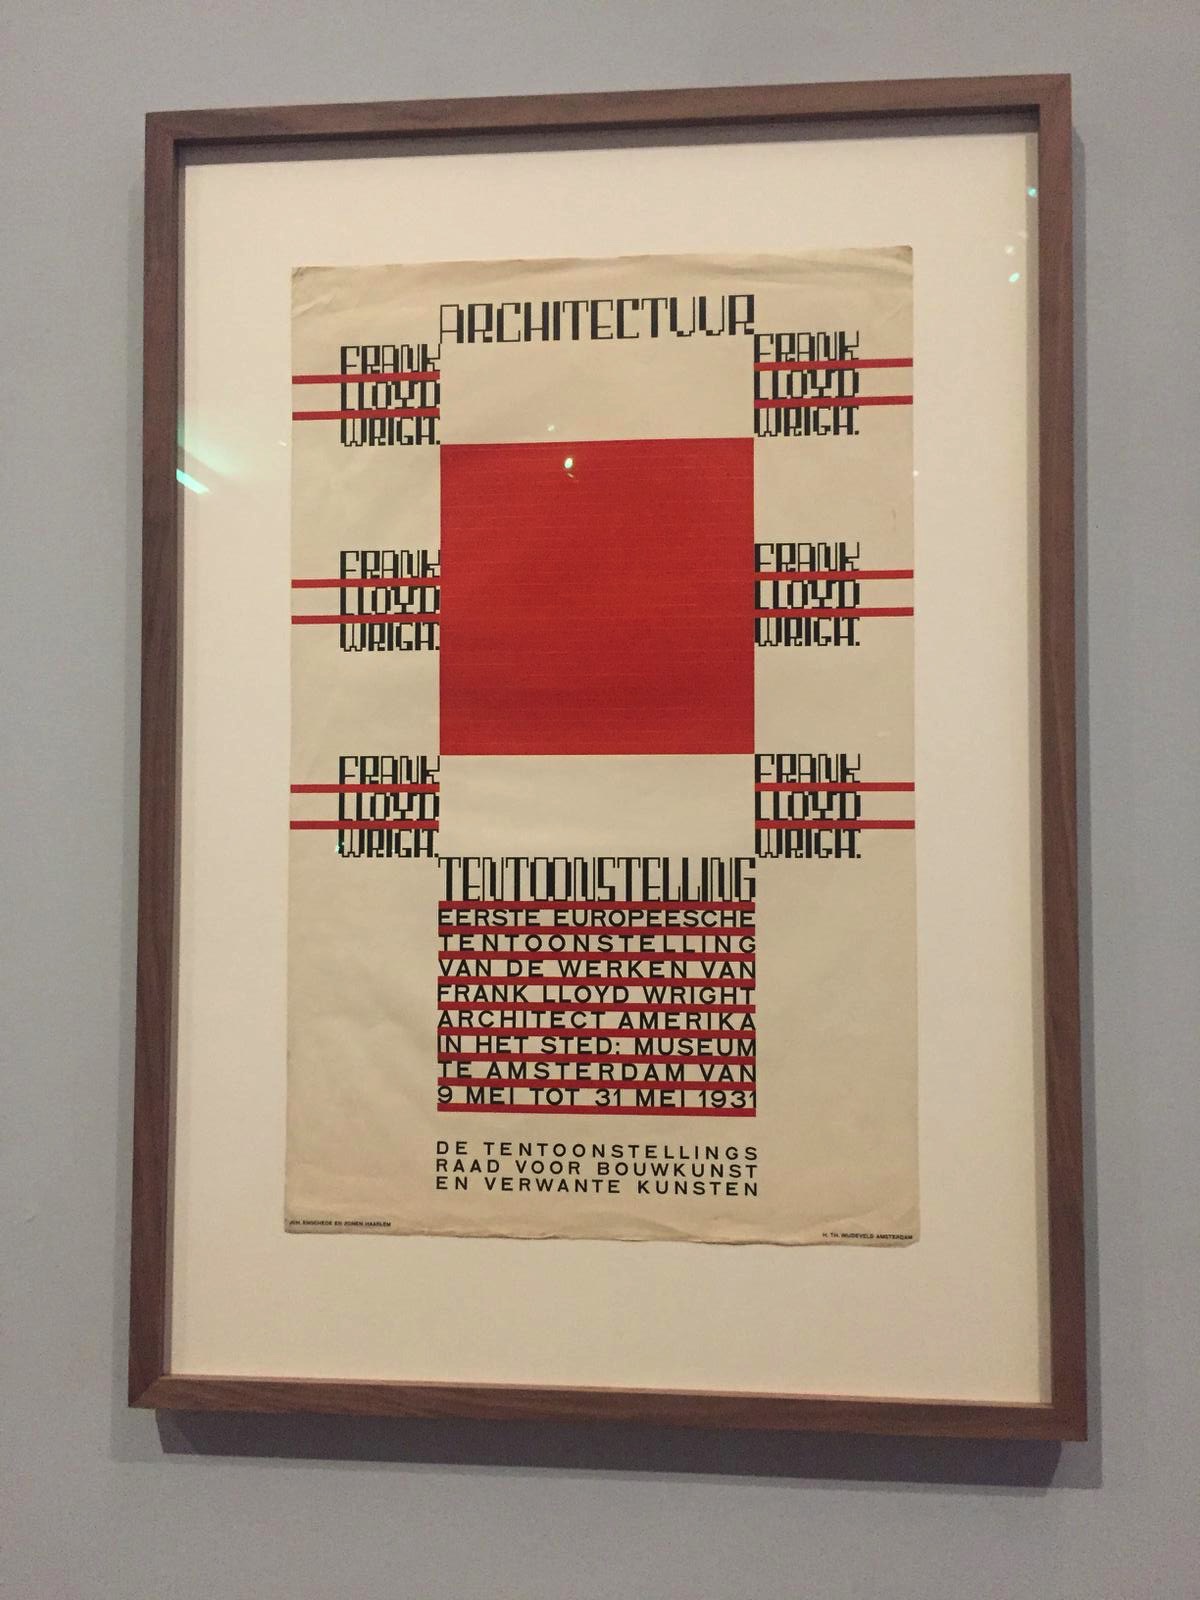 ARCHITECTUUR
FRANK
LLOYD
WRIGH.
FRANK
LLOYD
WRIGH.
FRANK
LLOYD
WRIGH.
FRANK
LLOYD
WRIGH.
FRANK
LLOYD
WRIGH.
FRANK
LLOYD
WRIGH.
TENTOONSTELLING
EERSTE EUROPEESCHE
TENTOONSTELLING
VAN DE WERKEN VAN
FRANK LLOYD WRIGHT
ARCHITECT AMERIKA
IN HET STED: MUSEUM
TE AMSTERDAM VAN
9 MEI TOT 31 MEI 1931
DE TENTOONSTELLINGS
RAAD VOOR BOUWKUNST
EN VERWANTE KUNSTEN
JOH. ENSCHEDE EN ZONEN HAARLEM
H. TH. WIJDEVELD AMSTERDAM